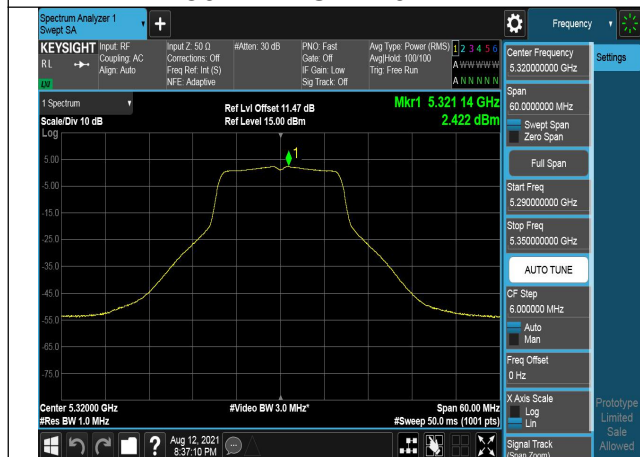 Spectrum Analyzer 1
Swept SA
Frequency
KEYSIGHT
RL
Input: RF
Coupling: AC
Align: Auto
Input Z: 50 Ω
Corrections: Off
Freq Ref: Int (S)
NFE: Adaptive
#Atten: 30 dB
PNO: Fast
Gate: Off
IF Gain: Low
Sig Track: Off
Avg Type: Power (RMS)
Avg|Hold: 100/100
Trig: Free Run
1 2 3 4 5 6
A W W W W W
A N N N N N
LXI
1 Spectrum
Scale/Div 10 dB
Ref Lvl Offset 11.47 dB
Ref Level 15.00 dBm
Mkr1 5.321 14 GHz
2.422 dBm
Log
5.00
-5.00
-15.0
-25.0
-35.0
-45.0
-55.0
-65.0
-75.0
1
Center 5.32000 GHz
#Res BW 1.0 MHz
#Video BW 3.0 MHz*
Span 60.00 MHz
#Sweep 50.0 ms (1001 pts)
Aug 12, 2021
8:37:10 PM
Center Frequency
5.320000000 GHz
Span
60.0000000 MHz
Swept Span
Zero Span
Full Span
Start Freq
5.290000000 GHz
Stop Freq
5.350000000 GHz
AUTO TUNE
CF Step
6.000000 MHz
Auto
Man
Freq Offset
0 Hz
X Axis Scale
Log
Lin
Signal Track
(Span Zoom)
Settings
Prototype
Limited
Sale
Allowed